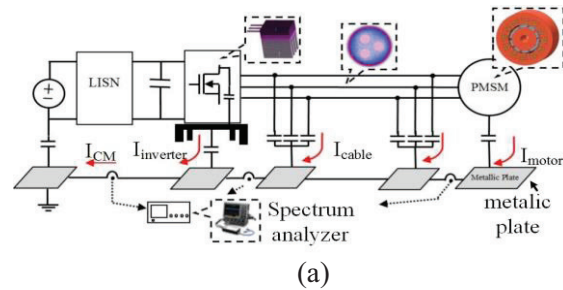 LISN
PMSM
I_CM
I_inverter
I_cable
I_motor
Metallic Plate
metalic
plate
Spectrum
analyzer
(a)